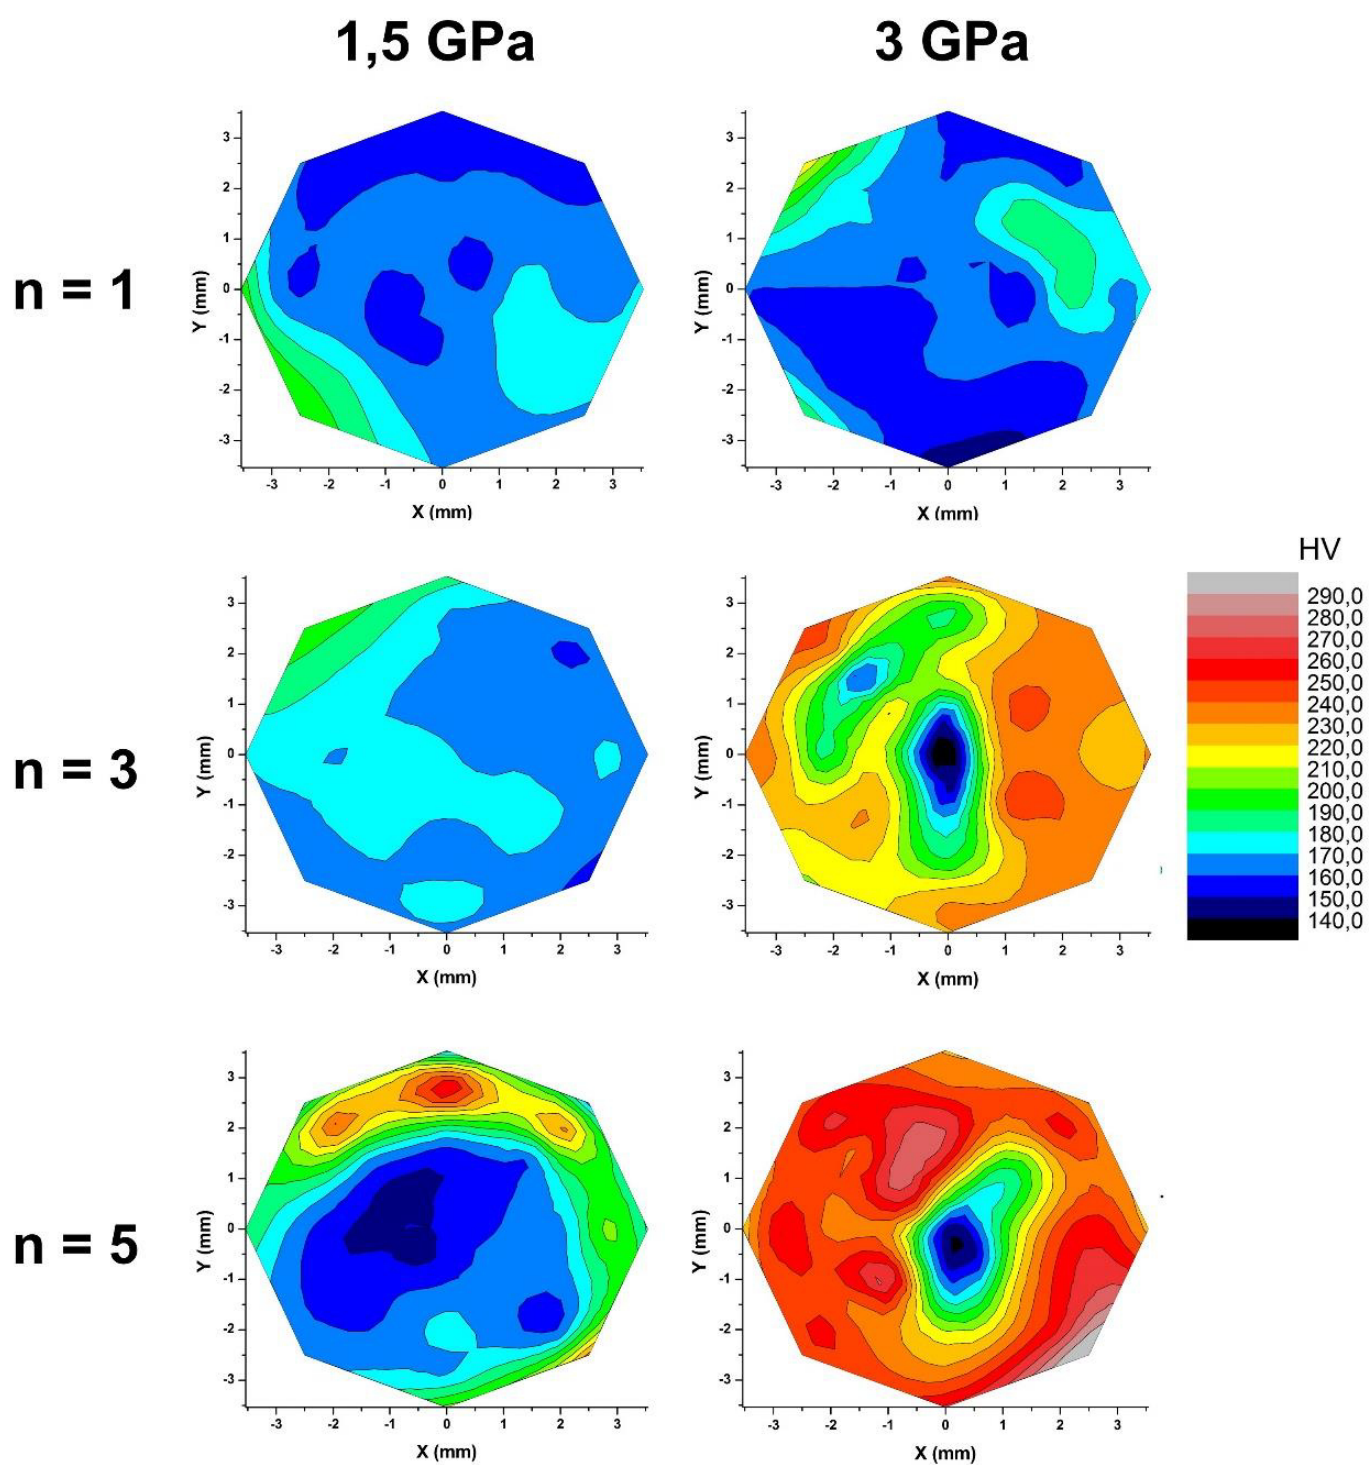 1,5 GPa
3 GPa
n = 1
3
2
1
0
-1
-2
-3
Y (mm)
-3 -2 -1 0 1 2 3
X (mm)
3
2
1
0
-1
-2
-3
Y (mm)
-3 -2 -1 0 1 2 3
X (mm)
n = 3
3
2
1
0
-1
-2
-3
Y (mm)
-3 -2 -1 0 1 2 3
X (mm)
3
2
1
0
-1
-2
-3
Y (mm)
-3 -2 -1 0 1 2 3
X (mm)
HV
290,0
280,0
270,0
260,0
250,0
240,0
230,0
220,0
210,0
200,0
190,0
180,0
170,0
160,0
150,0
140,0
n = 5
3
2
1
0
-1
-2
-3
Y (mm)
-3 -2 -1 0 1 2 3
X (mm)
3
2
1
0
-1
-2
-3
Y (mm)
-3 -2 -1 0 1 2 3
X (mm)